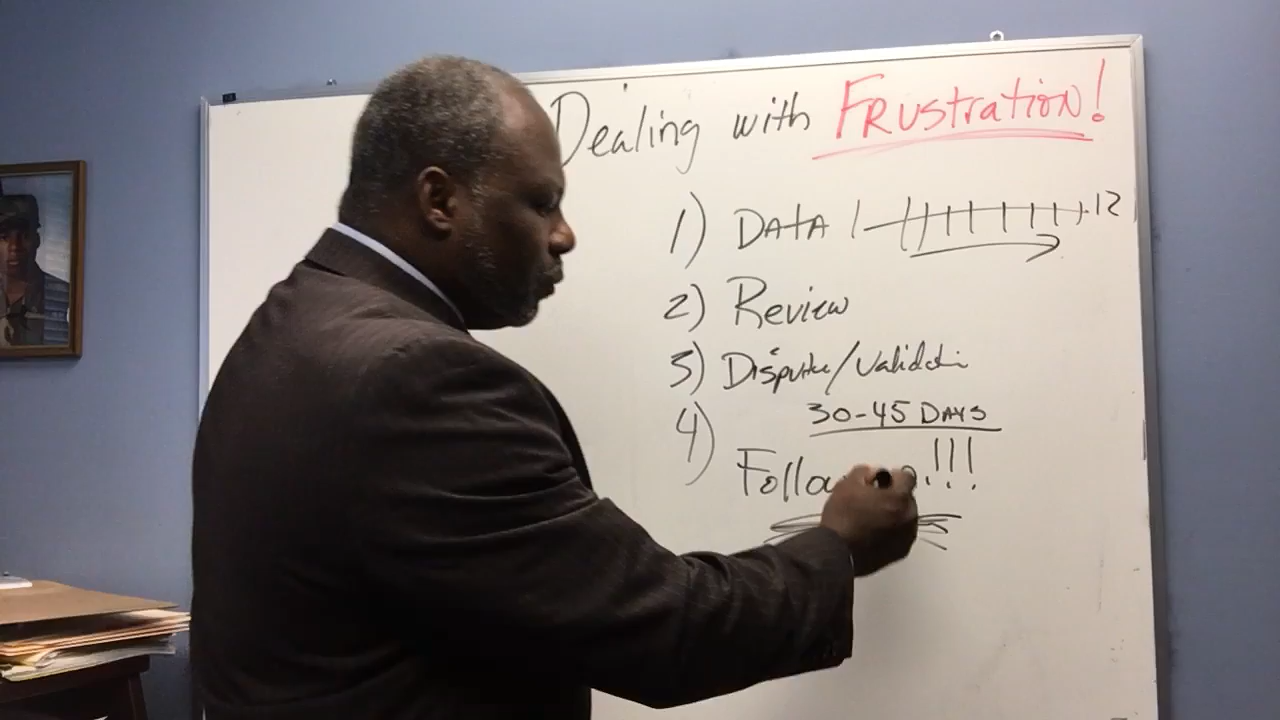 Dealing with FRUStratioN!
1) DATA 1 12
2) Review
3) Dispute/Validati
30-45 DAYS
4)
!!!